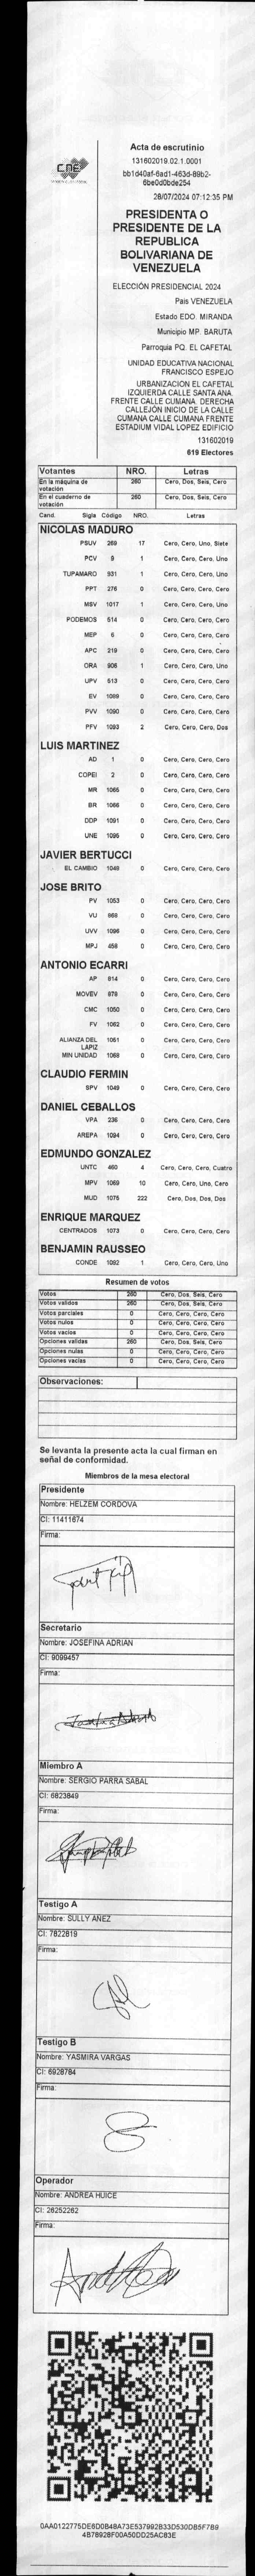 CNE
Acta de escrutinio
131602019.02.1.0001
bb1d40af-6ad1-463d-89b2-
6be0d0bde254
28/07/2024 07:12:35 PM
PRESIDENTA O
PRESIDENTE DE LA
REPUBLICA
BOLIVARIANA DE
VENEZUELA
ELECCIÓN PRESIDENCIAL 2024
Pais VENEZUELA
Estado EDO. MIRANDA
Municipio MP. BARUTA
Parroquia PQ. EL CAFETAL
UNIDAD EDUCATIVA NACIONAL
FRANCISCO ESPEJO
URBANIZACION EL CAFETAL
IZQUIERDA CALLE SANTA ANA.
FRENTE CALLE CUMANA. DERECHA
CALLEJÓN INICIO DE LA CALLE
CUMANA CALLE CUMANA FRENTE
ESTADIUM VIDAL LOPEZ EDIFICIO
131602019
619 Electores
Votantes NRO. Letras
En la máquina de votación 260 Cero, Dos, Seis, Cero
En el cuaderno de votación 260 Cero, Dos, Seis, Cero
Cand. Sigla Código NRO. Letras
NICOLAS MADURO
PSUV 269 17 Cero, Cero, Uno, Siete
PCV 9 1 Cero, Cero, Cero, Uno
TUPAMARO 931 1 Cero, Cero, Cero, Uno
PPT 276 0 Cero, Cero, Cero, Cero
MSV 1017 1 Cero, Cero, Cero, Uno
PODEMOS 514 0 Cero, Cero, Cero, Cero
MEP 6 0 Cero, Cero, Cero, Cero
APC 219 0 Cero, Cero, Cero, Cero
ORA 906 1 Cero, Cero, Cero, Uno
UPV 513 0 Cero, Cero, Cero, Cero
EV 1089 0 Cero, Cero, Cero, Cero
PVV 1090 0 Cero, Cero, Cero, Cero
PFV 1093 2 Cero, Cero, Cero, Dos
LUIS MARTINEZ
AD 1 0 Cero, Cero, Cero, Cero
COPEI 2 0 Cero, Cero, Cero, Cero
MR 1065 0 Cero, Cero, Cero, Cero
BR 1066 0 Cero, Cero, Cero, Cero
DDP 1091 0 Cero, Cero, Cero, Cero
UNE 1095 0 Cero, Cero, Cero, Cero
JAVIER BERTUCCI
EL CAMBIO 1048 0 Cero, Cero, Cero, Cero
JOSE BRITO
PV 1053 0 Cero, Cero, Cero, Cero
VU 868 0 Cero, Cero, Cero, Cero
UVV 1096 0 Cero, Cero, Cero, Cero
MPJ 458 0 Cero, Cero, Cero, Cero
ANTONIO ECARRI
AP 814 0 Cero, Cero, Cero, Cero
MOVEV 878 0 Cero, Cero, Cero, Cero
CMC 1050 0 Cero, Cero, Cero, Cero
FV 1062 0 Cero, Cero, Cero, Cero
ALIANZA DEL LAPIZ 1051 0 Cero, Cero, Cero, Cero
MIN UNIDAD 1068 0 Cero, Cero, Cero, Cero
CLAUDIO FERMIN
SPV 1049 0 Cero, Cero, Cero, Cero
DANIEL CEBALLOS
VPA 236 0 Cero, Cero, Cero, Cero
AREPA 1094 0 Cero, Cero, Cero, Cero
EDMUNDO GONZALEZ
UNTC 460 4 Cero, Cero, Cero, Cuatro
MPV 1069 10 Cero, Cero, Uno, Cero
MUD 1075 222 Cero, Dos, Dos, Dos
ENRIQUE MARQUEZ
CENTRADOS 1073 0 Cero, Cero, Cero, Cero
BENJAMIN RAUSSEO
CONDE 1092 1 Cero, Cero, Cero, Uno
Resumen de votos
Votos 260 Cero, Dos, Seis, Cero
Votos validos 260 Cero, Dos, Seis, Cero
Votos parciales 0 Cero, Cero, Cero, Cero
Votos nulos 0 Cero, Cero, Cero, Cero
Votos vacios 0 Cero, Cero, Cero, Cero
Opciones validas 260 Cero, Dos, Seis, Cero
Opciones nulas 0 Cero, Cero, Cero, Cero
Opciones vacías 0 Cero, Cero, Cero, Cero
Observaciones:
Se levanta la presente acta la cual firman en
señal de conformidad.
Miembros de la mesa electoral
Presidente
Nombre: HELZEM CORDOVA
CI: 11411674
Firma:
Secretario
Nombre: JOSEFINA ADRIAN
CI: 9099457
Firma:
Josefina Adrian
Miembro A
Nombre: SERGIO PARRA SABAL
CI: 6823849
Firma:
Testigo A
Nombre: SULLY AÑEZ
CI: 7822819
Firma:
Testigo B
Nombre: YASMIRA VARGAS
CI: 6928784
Firma:
Operador
Nombre: ANDREA HUICE
CI: 26252262
Firma:
0AA0122775DE6D0B48A73E537992B33D530DB5F7B9
4B78928F00A50DD25AC83E